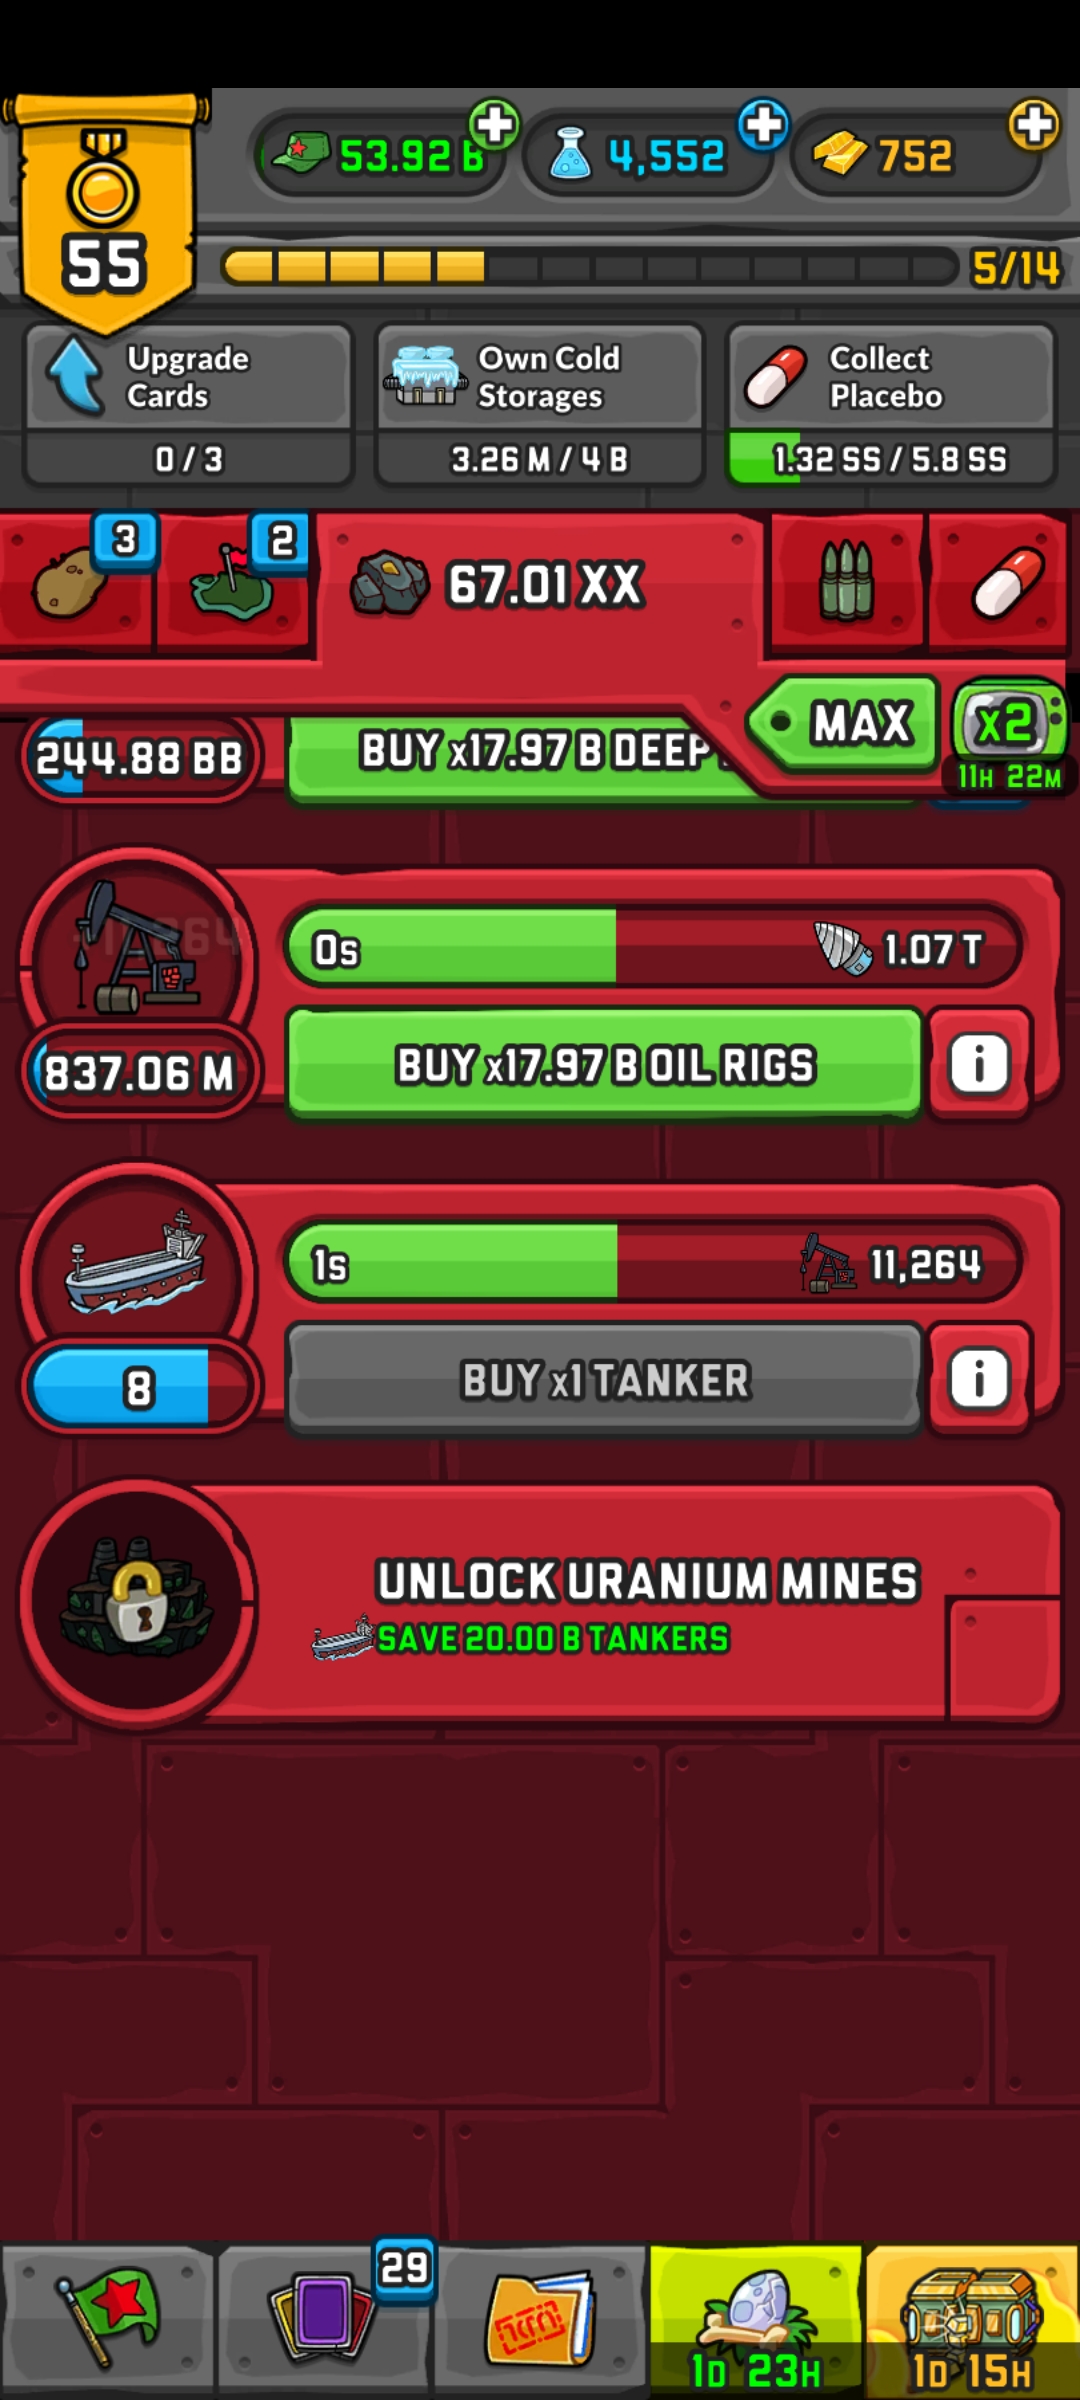 53.92 B
4,552
752
55
5/14
Upgrade
Cards
0 / 3
Own Cold
Storages
3.26 M / 4 B
Collect
Placebo
1.32 SS / 5.8 SS
3
2
67.01 XX
MAX
X2
11H 22M
244.88 BB
BUY x17.97 B DEEP
0s
1.07 T
837.06 M
BUY x17.97 B OIL RIGS
i
1s
11,264
8
BUY x1 TANKER
i
UNLOCK URANIUM MINES
SAVE 20.00 B TANKERS
29
1D 23H
1D 15H